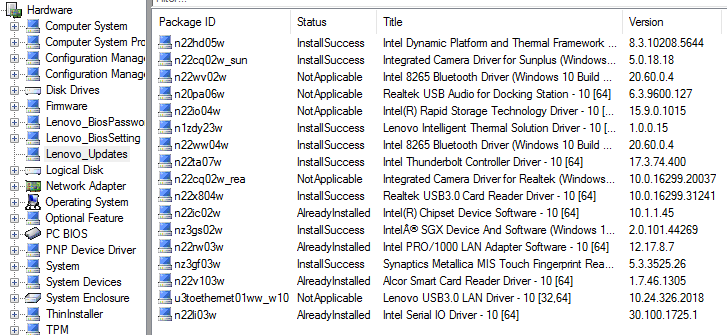 Hardware
Computer System
Computer System Pro
Configuration Manag
Configuration Manag
Disk Drives
Firmware
Lenovo_BiosPasswo
Lenovo_BiosSetting
Lenovo_Updates
Logical Disk
Network Adapter
Operating System
Optional Feature
PC BIOS
PNP Device Driver
System
System Devices
System Enclosure
ThinInstaller
TPM
Package ID Status Title Version
n22hd05w InstallSuccess Intel Dynamic Platform and Thermal Framework ... 8.3.10208.5644
n22cq02w_sun InstallSuccess Integrated Camera Driver for Sunplus (Windows... 5.0.18.18
n22wv02w NotApplicable Intel 8265 Bluetooth Driver (Windows 10 Build ... 20.60.0.4
n20pa06w NotApplicable Realtek USB Audio for Docking Station - 10 [64] 6.3.9600.127
n22io04w NotApplicable Intel(R) Rapid Storage Technology Driver - 10 ... 15.9.0.1015
n1zdy23w InstallSuccess Lenovo Intelligent Thermal Solution Driver - 10... 1.0.0.15
n22ww04w InstallSuccess Intel 8265 Bluetooth Driver (Windows 10 Build ... 20.60.0.4
n22ta07w InstallSuccess Intel Thunderbolt Controller Driver - 10 [64] 17.3.74.400
n22cq02w_rea NotApplicable Integrated Camera Driver for Realtek (Windows... 10.0.16299.20037
n22x804w InstallSuccess Realtek USB3.0 Card Reader Driver - 10 [64] 10.0.16299.31241
n22ic02w AlreadyInstalled Intel(R) Chipset Device Software - 10 [64] 10.1.1.45
nz3gs02w InstallSuccess IntelÂ® SGX Device And Software (Windows 1... 2.0.101.44269
n22rw03w AlreadyInstalled Intel PRO/1000 LAN Adapter Software - 10 [64] 12.17.8.7
nz3gf03w InstallSuccess Synaptics Metallica MIS Touch Fingerprint Rea... 5.3.3525.26
n22v103w AlreadyInstalled Alcor Smart Card Reader Driver - 10 [64] 1.7.46.1305
u3toethernet01ww_w10 NotApplicable Lenovo USB3.0 LAN Driver - 10 [32,64] 10.24.326.2018
n22li03w AlreadyInstalled Intel Serial IO Driver - 10 [64] 30.100.1725.1